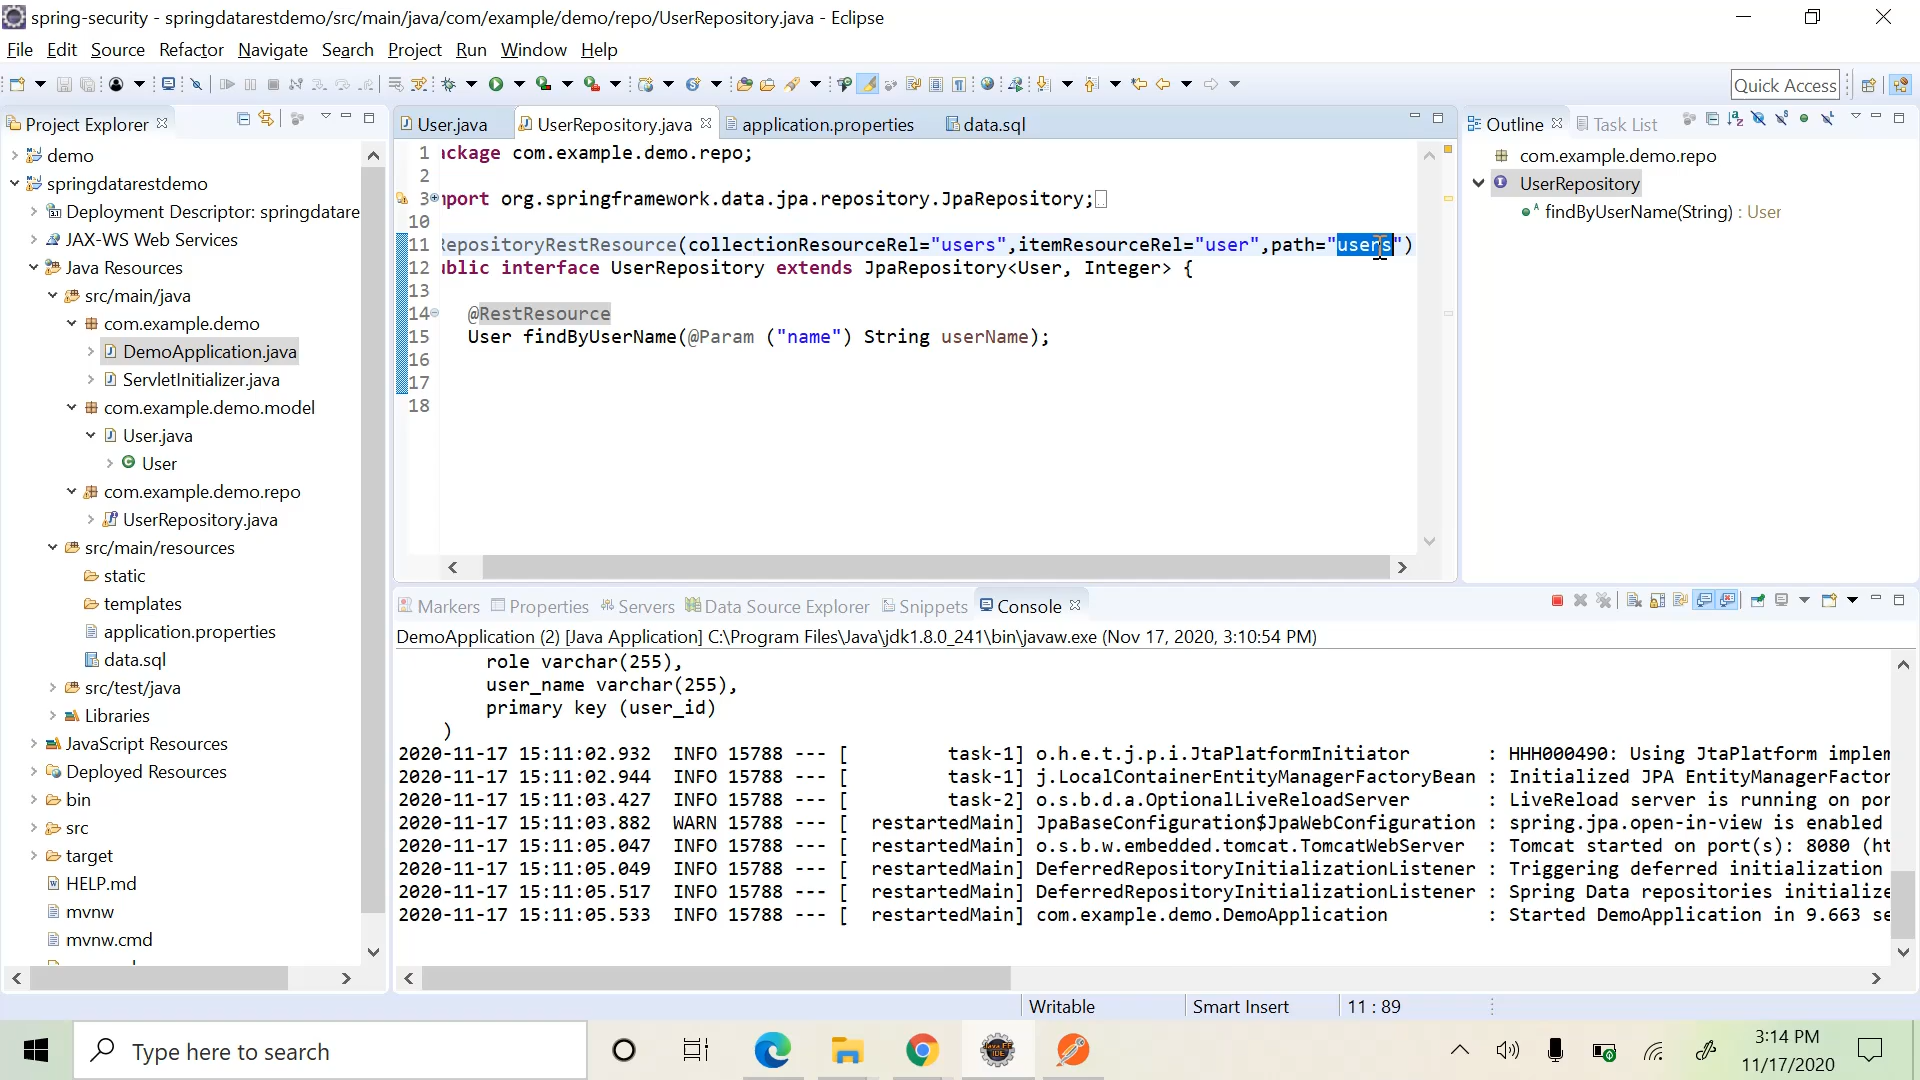 spring-security - springdatarestdemo/src/main/java/com/example/demo/repo/UserRepository.java - Eclipse
File Edit Source Refactor Navigate Search Project Run Window Help
Quick Access
Project Explorer
demo
springdatarestdemo
Deployment Descriptor: springdatare
JAX-WS Web Services
Java Resources
src/main/java
com.example.demo
DemoApplication.java
ServletInitializer.java
com.example.demo.model
User.java
User
com.example.demo.repo
UserRepository.java
src/main/resources
static
templates
application.properties
data.sql
src/test/java
Libraries
JavaScript Resources
Deployed Resources
bin
src
target
HELP.md
mvnw
mvnw.cmd
User.java UserRepository.java application.properties data.sql
1 ackage com.example.demo.repo;
2
3 mport org.springframework.data.jpa.repository.JpaRepository;
10
11 RepositoryRestResource(collectionResourceRel="users",itemResourceRel="user",path="users")
12 ublic interface UserRepository extends JpaRepository<User, Integer> {
13
14 @RestResource
15 User findByUserName(@Param ("name") String userName);
16
17
18
Outline Task List
com.example.demo.repo
UserRepository
findByUserName(String) : User
Markers Properties Servers Data Source Explorer Snippets Console
DemoApplication (2) [Java Application] C:\Program Files\Java\jdk1.8.0_241\bin\javaw.exe (Nov 17, 2020, 3:10:54 PM)
role varchar(255),
user_name varchar(255),
primary key (user_id)
)
2020-11-17 15:11:02.932 INFO 15788 --- [ task-1] o.h.e.t.j.p.i.JtaPlatformInitiator : HHH000490: Using JtaPlatform implem
2020-11-17 15:11:02.944 INFO 15788 --- [ task-1] j.LocalContainerEntityManagerFactoryBean : Initialized JPA EntityManagerFactor
2020-11-17 15:11:03.427 INFO 15788 --- [ task-2] o.s.b.d.a.OptionalLiveReloadServer : LiveReload server is running on por
2020-11-17 15:11:03.882 WARN 15788 --- [ restartedMain] JpaBaseConfiguration$JpaWebConfiguration : spring.jpa.open-in-view is enabled
2020-11-17 15:11:05.047 INFO 15788 --- [ restartedMain] o.s.b.w.embedded.tomcat.TomcatWebServer : Tomcat started on port(s): 8080 (ht
2020-11-17 15:11:05.049 INFO 15788 --- [ restartedMain] DeferredRepositoryInitializationListener : Triggering deferred initialization
2020-11-17 15:11:05.517 INFO 15788 --- [ restartedMain] DeferredRepositoryInitializationListener : Spring Data repositories initialize
2020-11-17 15:11:05.533 INFO 15788 --- [ restartedMain] com.example.demo.DemoApplication : Started DemoApplication in 9.663 se
Writable Smart Insert 11 : 89
Type here to search
3:14 PM
11/17/2020